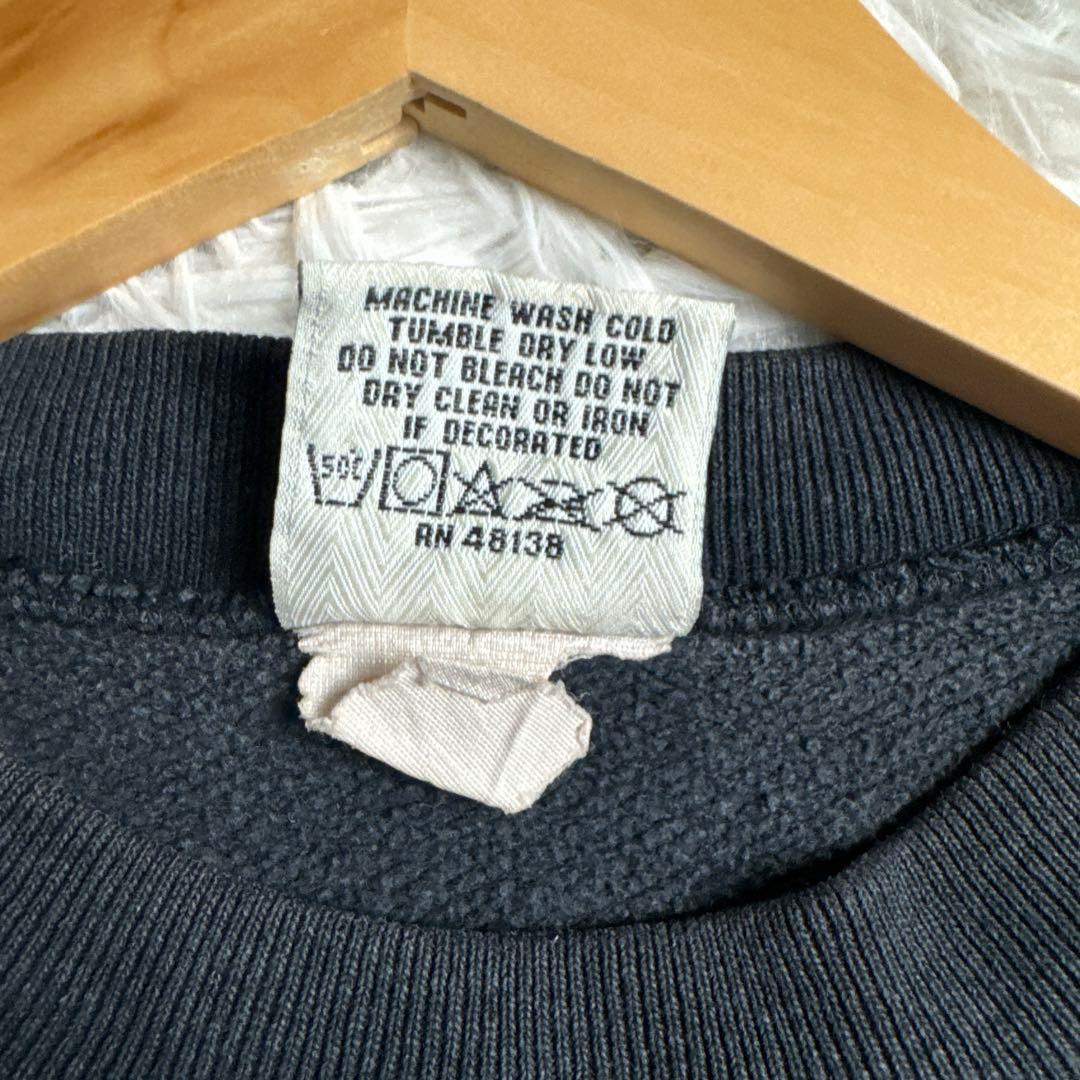 MACHINE WASH COLD
TUMBLE DRY LOW
DO NOT BLEACH DO NOT
DRY CLEAN OR IRON
IF DECORATED
50C
RN 48138